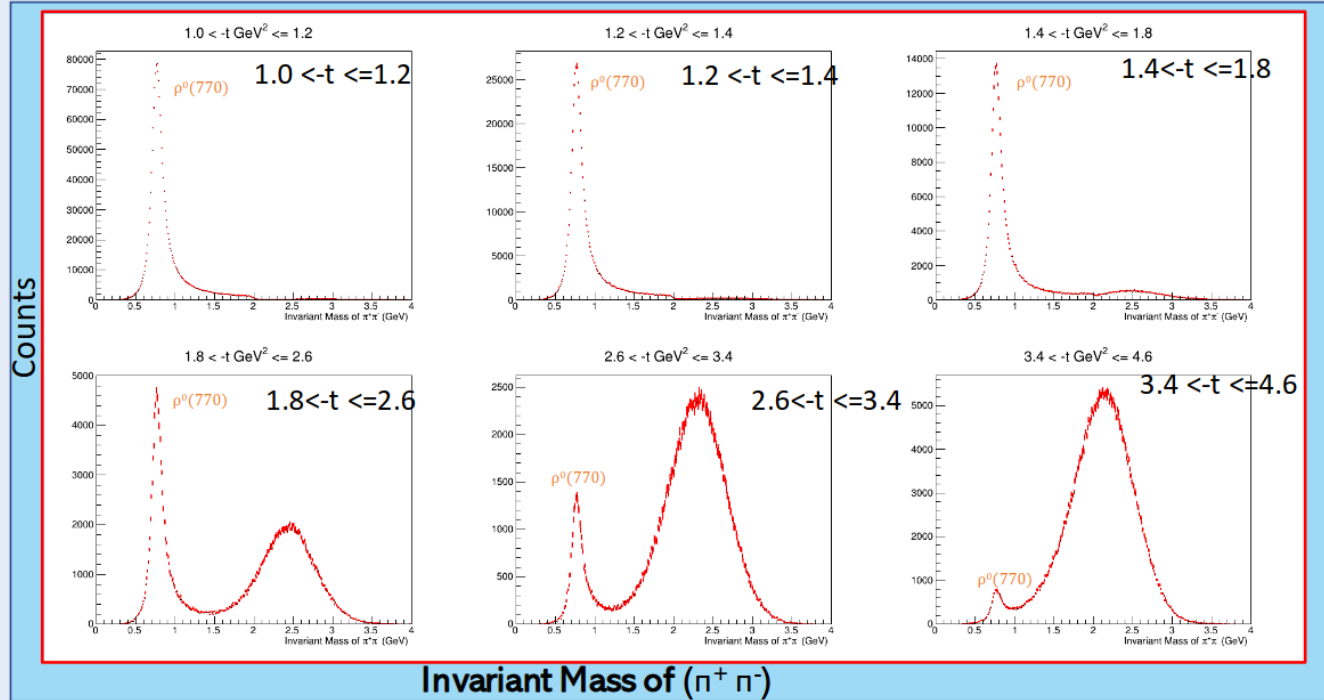 1.0 < -t GeV² <= 1.2
1.0 <-t <=1.2
ρ⁰(770)
80000
70000
60000
50000
40000
30000
20000
10000
0
0 0.5 1 1.5 2 2.5 3 3.5 4
Invariant Mass of π⁺π⁻ (GeV)
1.2 < -t GeV² <= 1.4
1.2 <-t <=1.4
ρ⁰(770)
25000
20000
15000
10000
5000
0
0 0.5 1 1.5 2 2.5 3 3.5 4
Invariant Mass of π⁺π⁻ (GeV)
1.4 < -t GeV² <= 1.8
1.4<-t <=1.8
ρ⁰(770)
14000
12000
10000
8000
6000
4000
2000
0
0 0.5 1 1.5 2 2.5 3 3.5 4
Invariant Mass of π⁺π⁻ (GeV)
Counts
1.8 < -t GeV² <= 2.6
1.8<-t <=2.6
ρ⁰(770)
5000
4000
3000
2000
1000
0
0 0.5 1 1.5 2 2.5 3 3.5 4
Invariant Mass of π⁺π⁻ (GeV)
2.6 < -t GeV² <= 3.4
2.6<-t <=3.4
ρ⁰(770)
2500
2000
1500
1000
500
0
0 0.5 1 1.5 2 2.5 3 3.5 4
Invariant Mass of π⁺π⁻ (GeV)
3.4 < -t GeV² <= 4.6
3.4 <-t <=4.6
ρ⁰(770)
5000
4000
3000
2000
1000
0
0 0.5 1 1.5 2 2.5 3 3.5 4
Invariant Mass of π⁺π⁻ (GeV)
Invariant Mass of (π⁺ π⁻)